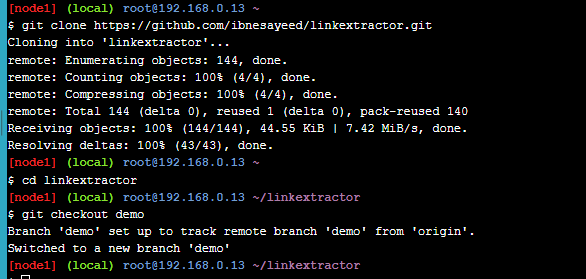 [node1] (local) root@192.168.0.13 ~
$ git clone https://github.com/ibnesayeed/linkextractor.git
Cloning into 'linkextractor'...
remote: Enumerating objects: 144, done.
remote: Counting objects: 100% (4/4), done.
remote: Compressing objects: 100% (4/4), done.
remote: Total 144 (delta 0), reused 1 (delta 0), pack-reused 140
Receiving objects: 100% (144/144), 44.55 KiB | 7.42 MiB/s, done.
Resolving deltas: 100% (43/43), done.
[node1] (local) root@192.168.0.13 ~
$ cd linkextractor
[node1] (local) root@192.168.0.13 ~/linkextractor
$ git checkout demo
Branch 'demo' set up to track remote branch 'demo' from 'origin'.
Switched to a new branch 'demo'
[node1] (local) root@192.168.0.13 ~/linkextractor